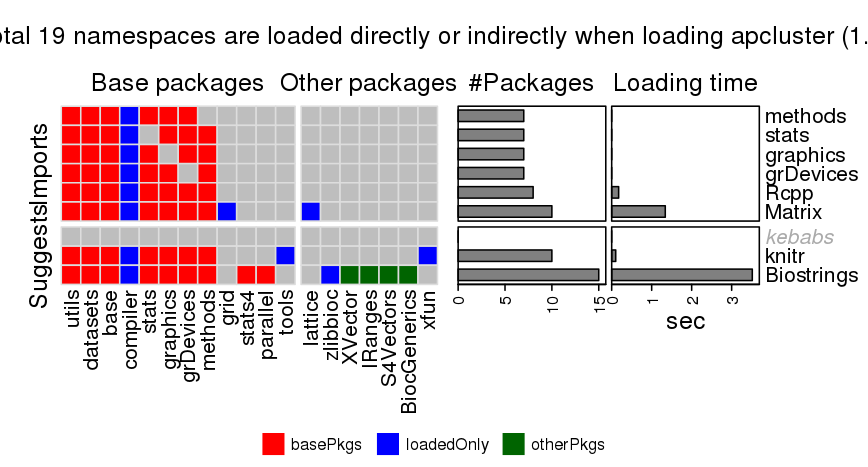 otal 19 namespaces are loaded directly or indirectly when loading apcluster (1.
Base packages Other packages #Packages Loading time
Imports
Suggests
methods
stats
graphics
grDevices
Rcpp
Matrix
kebabs
knitr
Biostrings
utils
datasets
base
compiler
stats
graphics
grDevices
methods
grid
stats4
parallel
tools
lattice
zlibbioc
XVector
IRanges
S4Vectors
BiocGenerics
xfun
0 5 10 15
0 1 2 3
sec
basePkgs loadedOnly otherPkgs